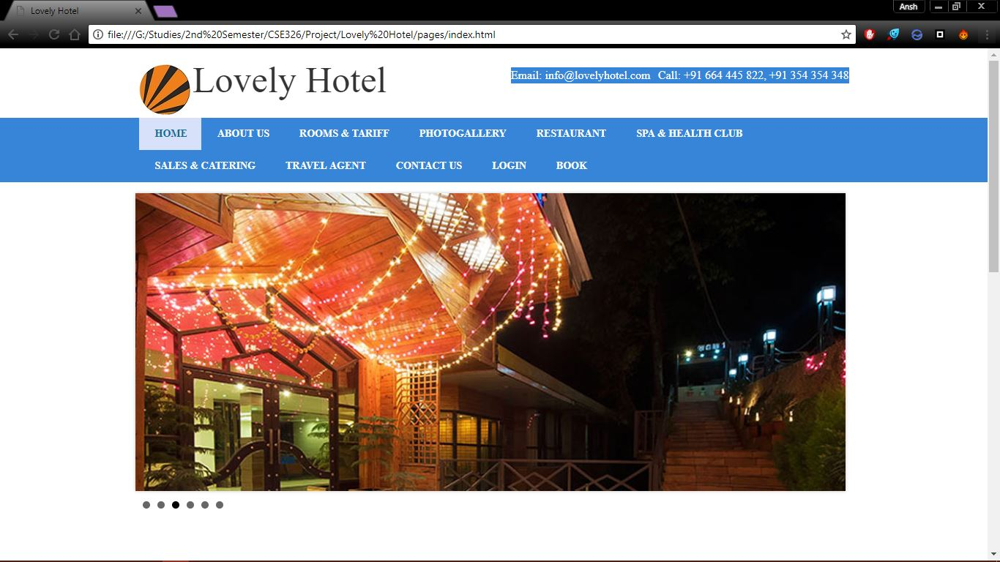 Lovely Hotel
Ansh
file:///G:/Studies/2nd%20Semester/CSE326/Project/Lovely%20Hotel/pages/index.html
Lovely Hotel
Email: info@lovelyhotel.com Call: +91 664 445 822, +91 354 354 348
HOME ABOUT US ROOMS & TARIFF PHOTOGALLERY RESTAURANT SPA & HEALTH CLUB
SALES & CATERING TRAVEL AGENT CONTACT US LOGIN BOOK